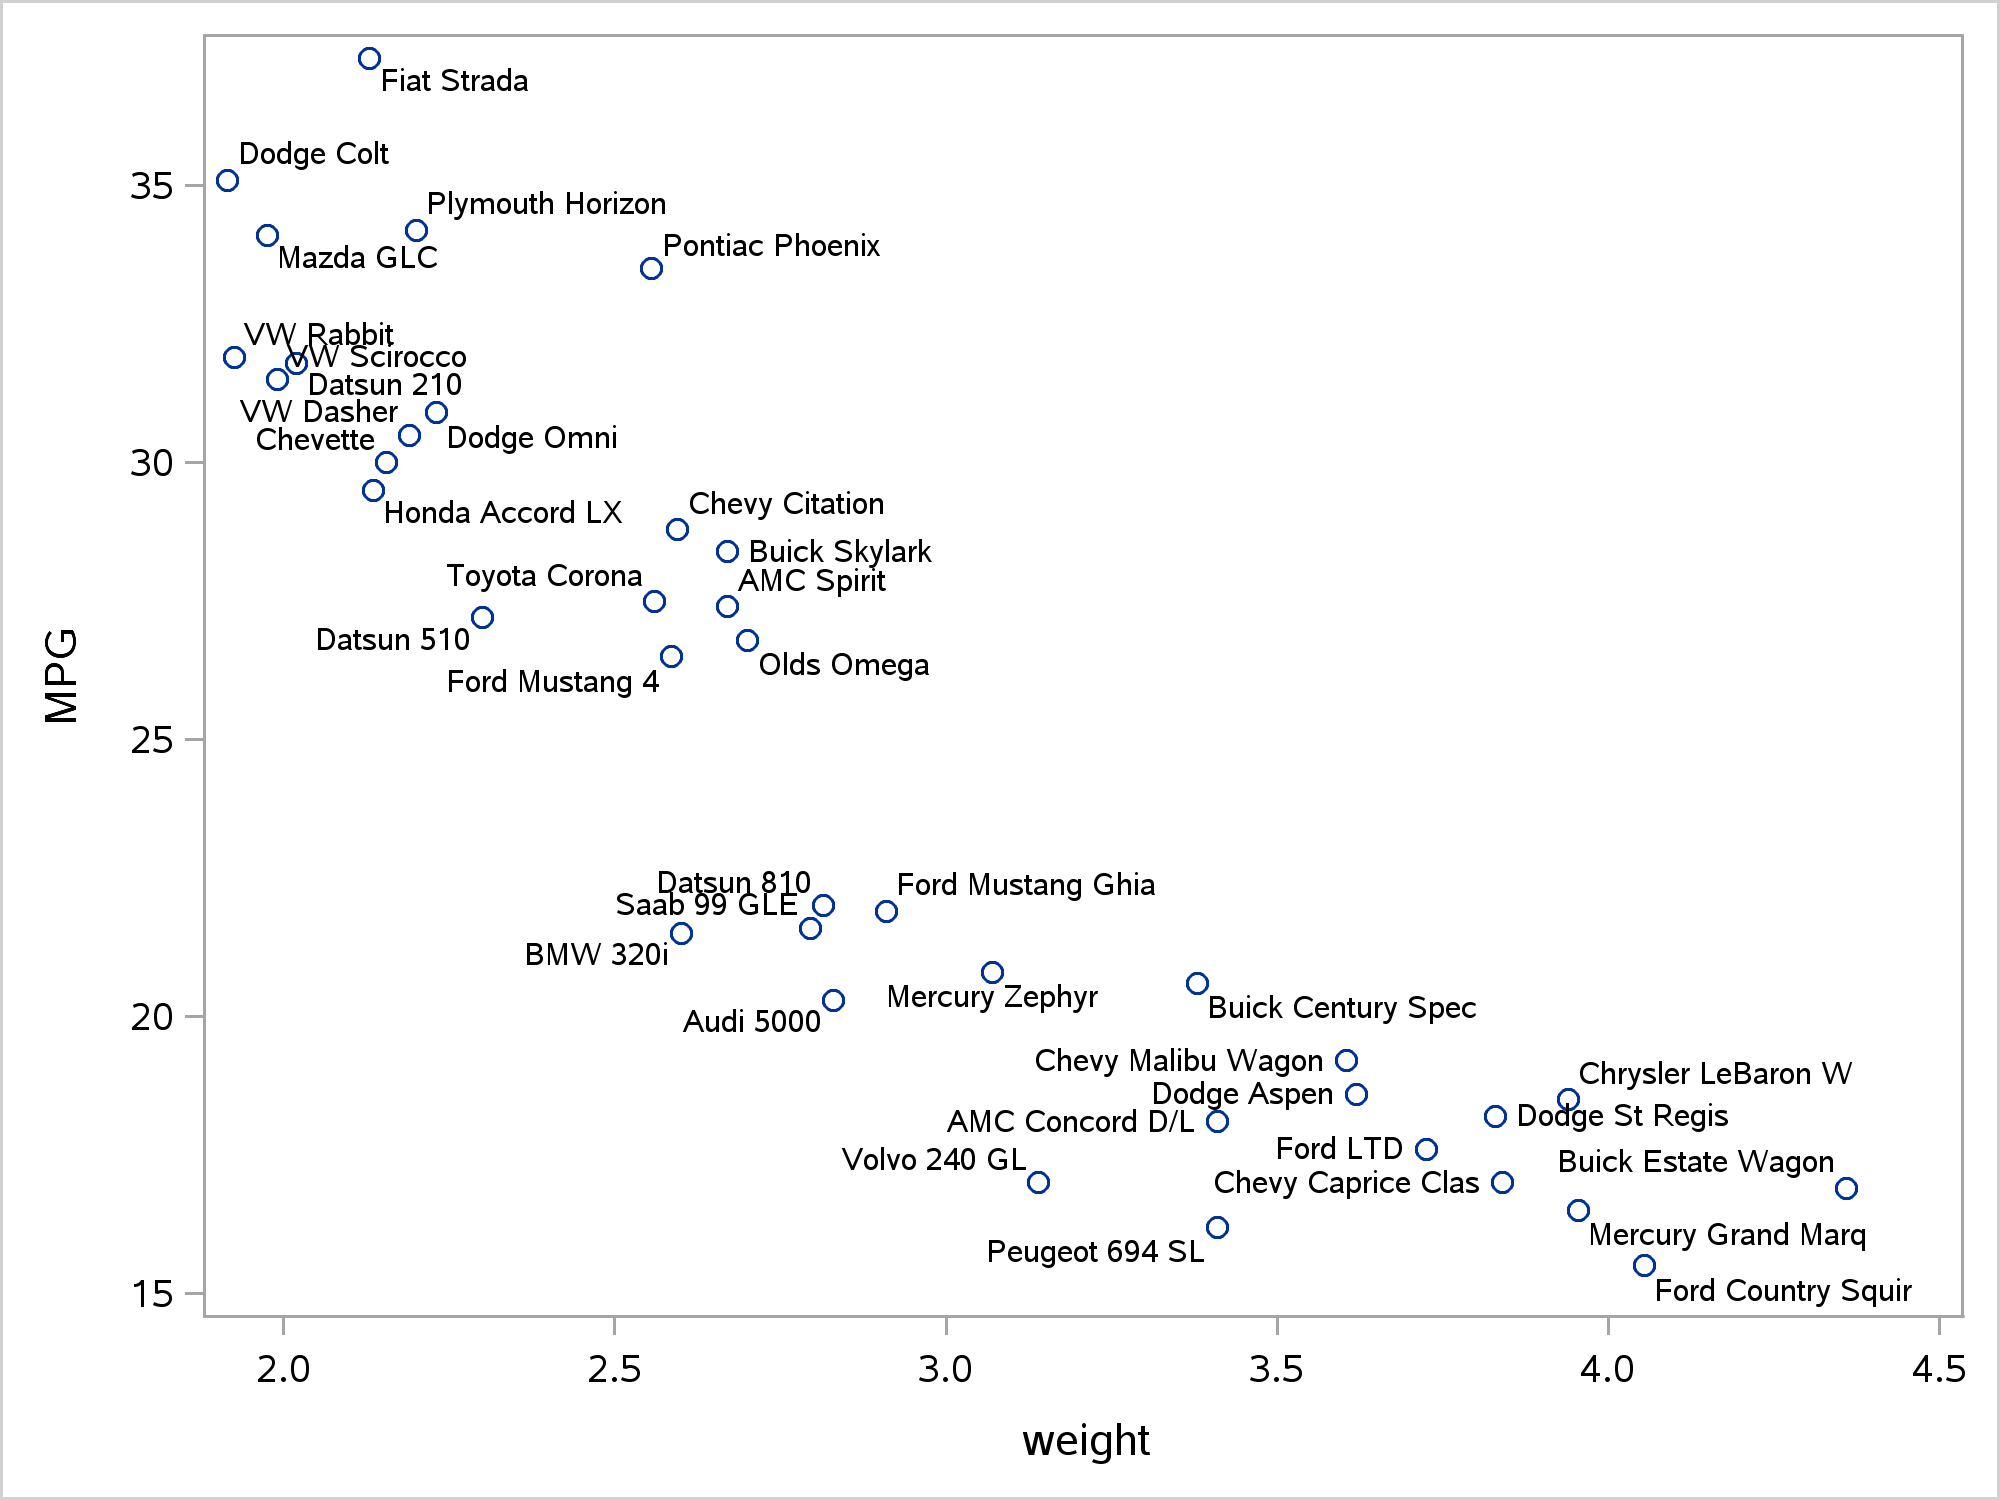 Fiat Strada
Dodge Colt
35
Plymouth Horizon
Mazda GLC
Pontiac Phoenix
VW Rabbit
VW Scirocco
Datsun 210
VW Dasher
Dodge Omni
Chevette
30
Honda Accord LX
Chevy Citation
Buick Skylark
Toyota Corona
AMC Spirit
Datsun 510
Olds Omega
Ford Mustang 4
MPG
25
Datsun 810
Ford Mustang Ghia
Saab 99 GLE
BMW 320i
Mercury Zephyr
Buick Century Spec
20
Audi 5000
Chevy Malibu Wagon
Chrysler LeBaron W
Dodge Aspen
Dodge St Regis
AMC Concord D/L
Ford LTD
Volvo 240 GL
Buick Estate Wagon
Chevy Caprice Clas
Mercury Grand Marq
Peugeot 694 SL
Ford Country Squir
15
2.0 2.5 3.0 3.5 4.0 4.5
weight